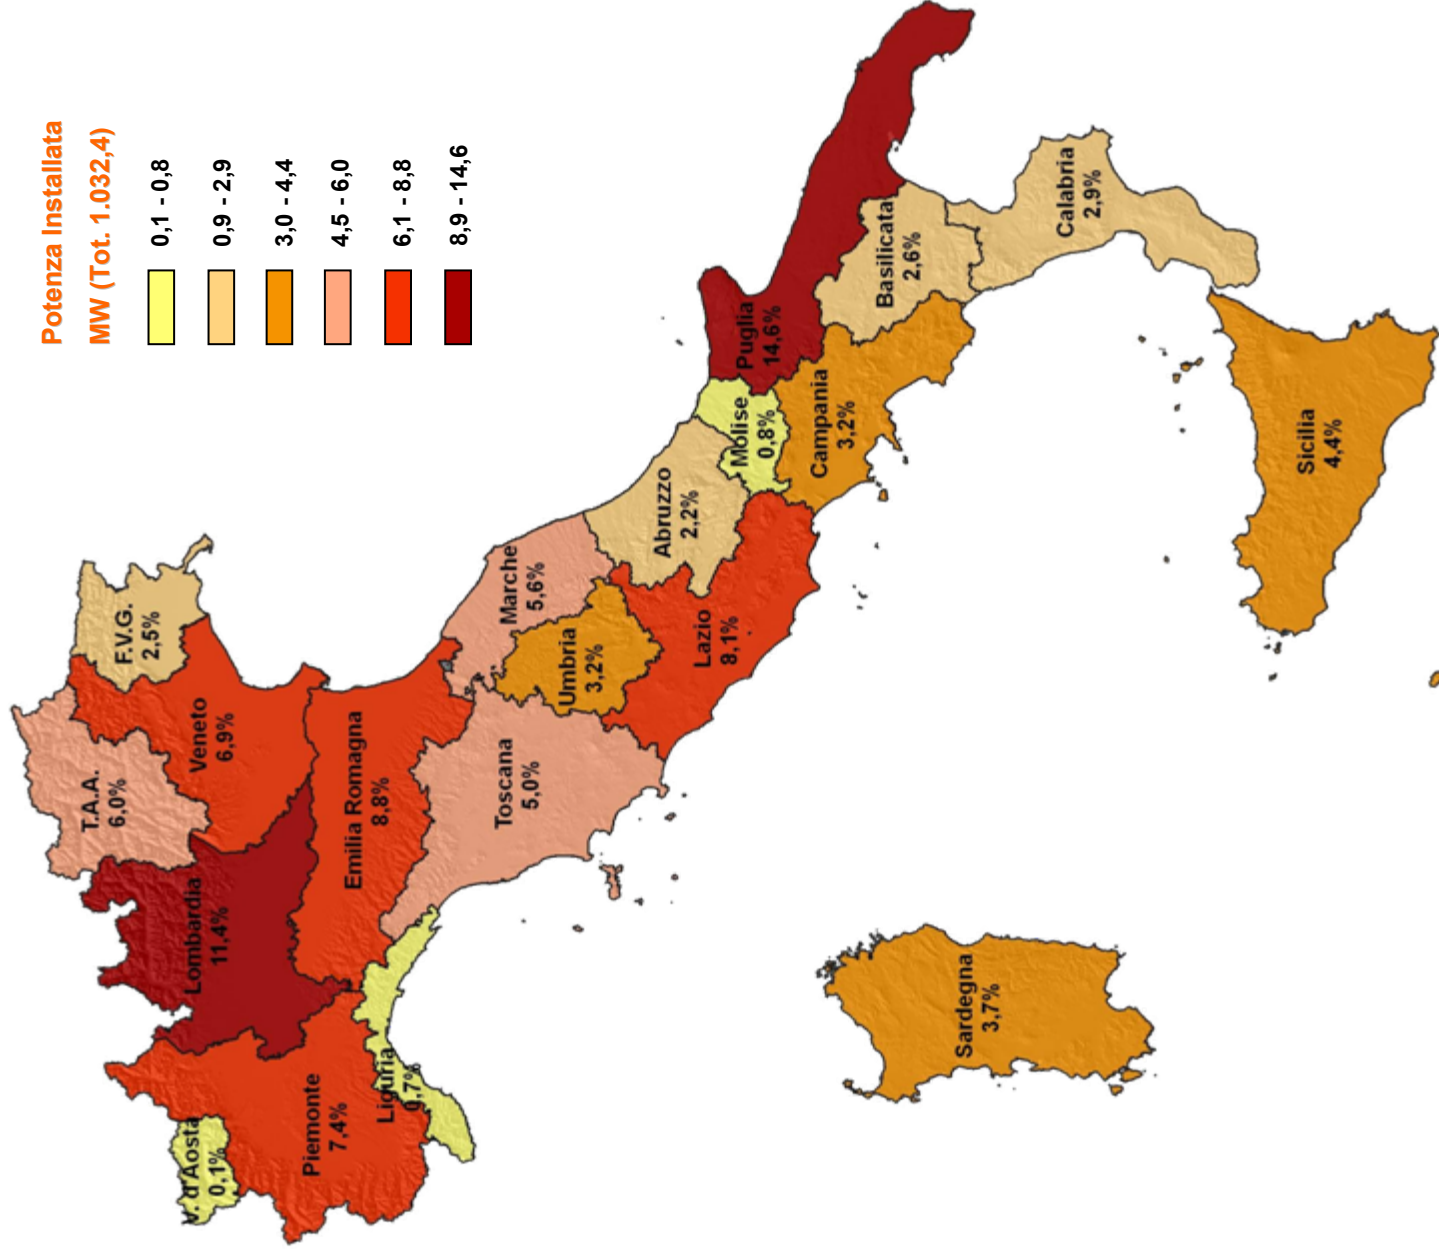 Potenza Installata
MW (Tot. 1.032,4)
0,1 - 0,8
0,9 - 2,9
3,0 - 4,4
4,5 - 6,0
6,1 - 8,8
8,9 - 14,6
V. d'Aosta
0,1%
Piemonte
7,4%
Liguria
0,7%
Lombardia
11,4%
T.A.A.
6,0%
Veneto
6,9%
F.V.G.
2,5%
Emilia Romagna
8,8%
Toscana
5,0%
Umbria
3,2%
Marche
5,6%
Lazio
8,1%
Abruzzo
2,2%
Molise
0,8%
Campania
3,2%
Puglia
14,6%
Basilicata
2,6%
Calabria
2,9%
Sicilia
4,4%
Sardegna
3,7%